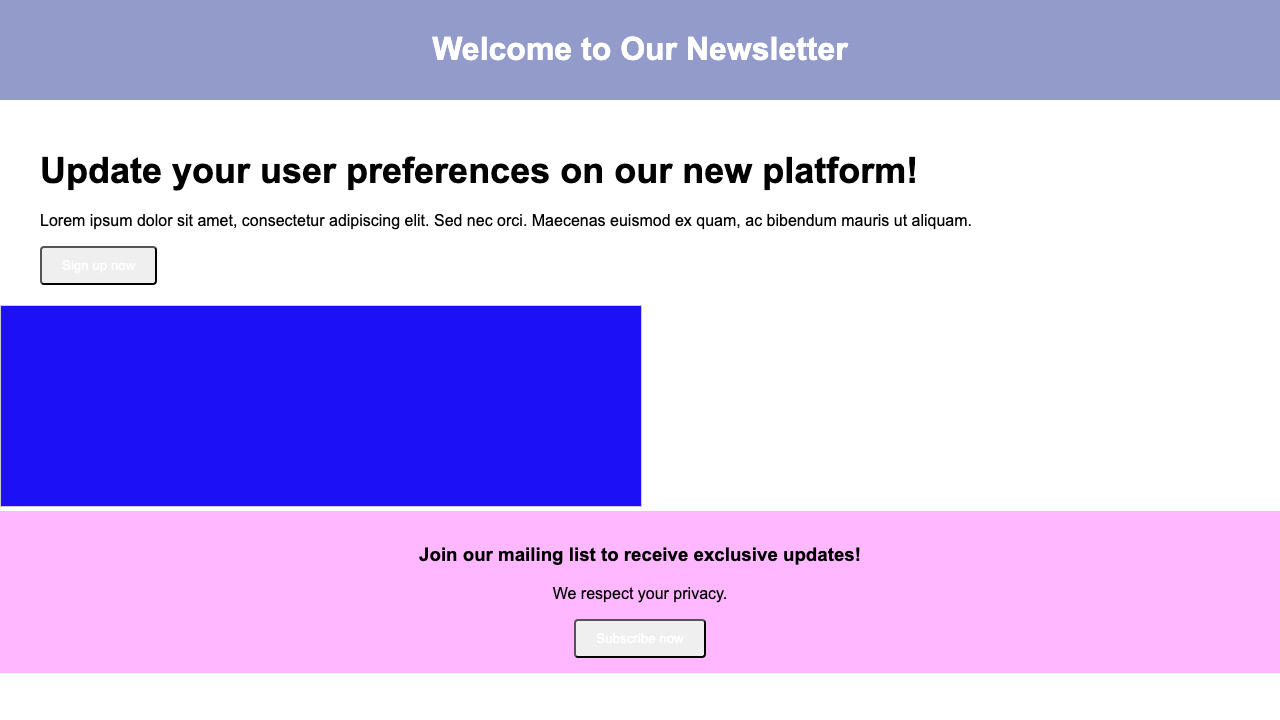 Welcome to Our Newsletter
Update your user preferences on our new platform!
Lorem ipsum dolor sit amet, consectetur adipiscing elit. Sed nec orci. Maecenas euismod ex quam, ac bibendum mauris ut aliquam.
Sign up now
Join our mailing list to receive exclusive updates!
We respect your privacy.
Subscribe now